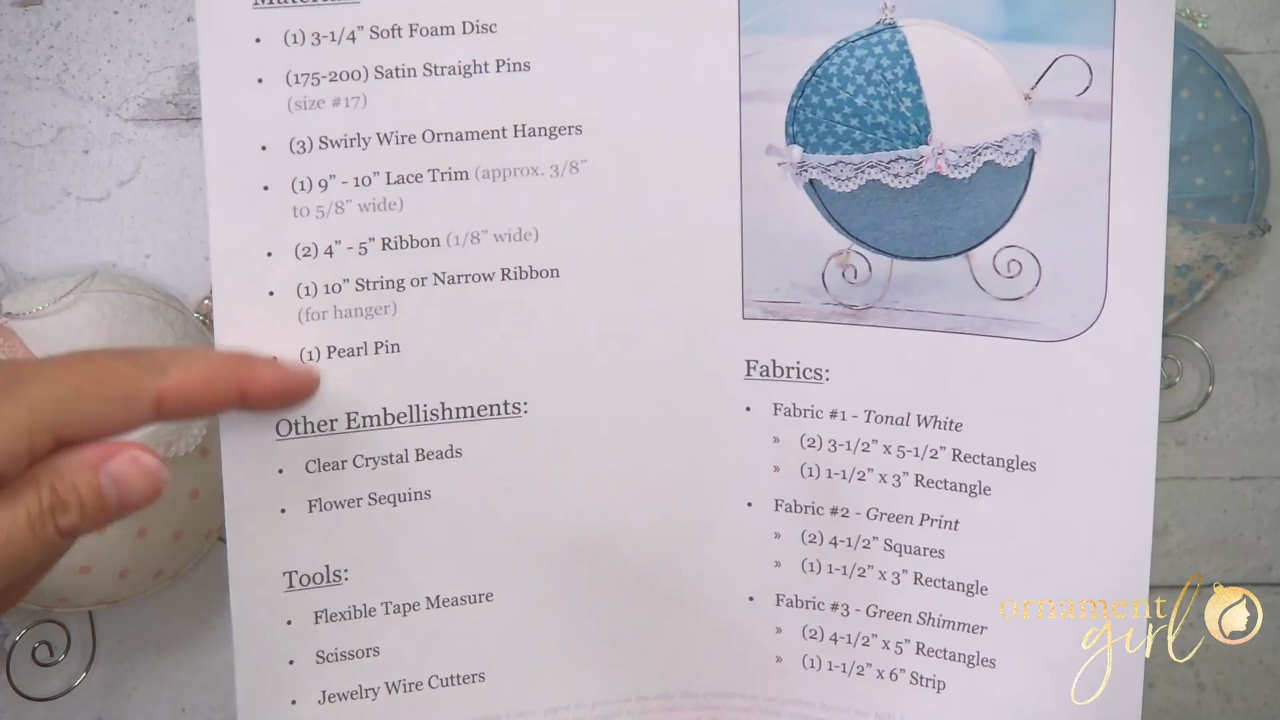 Materials
• (1) 3-1/4” Soft Foam Disc
• (175-200) Satin Straight Pins
(size #17)
• (3) Swirly Wire Ornament Hangers
• (1) 9” - 10” Lace Trim (approx. 3/8”
to 5/8” wide)
• (2) 4” - 5” Ribbon (1/8” wide)
• (1) 10” String or Narrow Ribbon
(for hanger)
• (1) Pearl Pin
Other Embellishments:
• Clear Crystal Beads
• Flower Sequins
Tools:
• Flexible Tape Measure
• Scissors
• Jewelry Wire Cutters
Fabrics:
• Fabric #1 - Tonal White
» (2) 3-1/2” x 5-1/2” Rectangles
» (1) 1-1/2” x 3” Rectangle
• Fabric #2 - Green Print
» (2) 4-1/2” Squares
» (1) 1-1/2” x 3” Rectangle
• Fabric #3 - Green Shimmer
» (2) 4-1/2” x 5” Rectangles
» (1) 1-1/2” x 6” Strip
ornament
girl